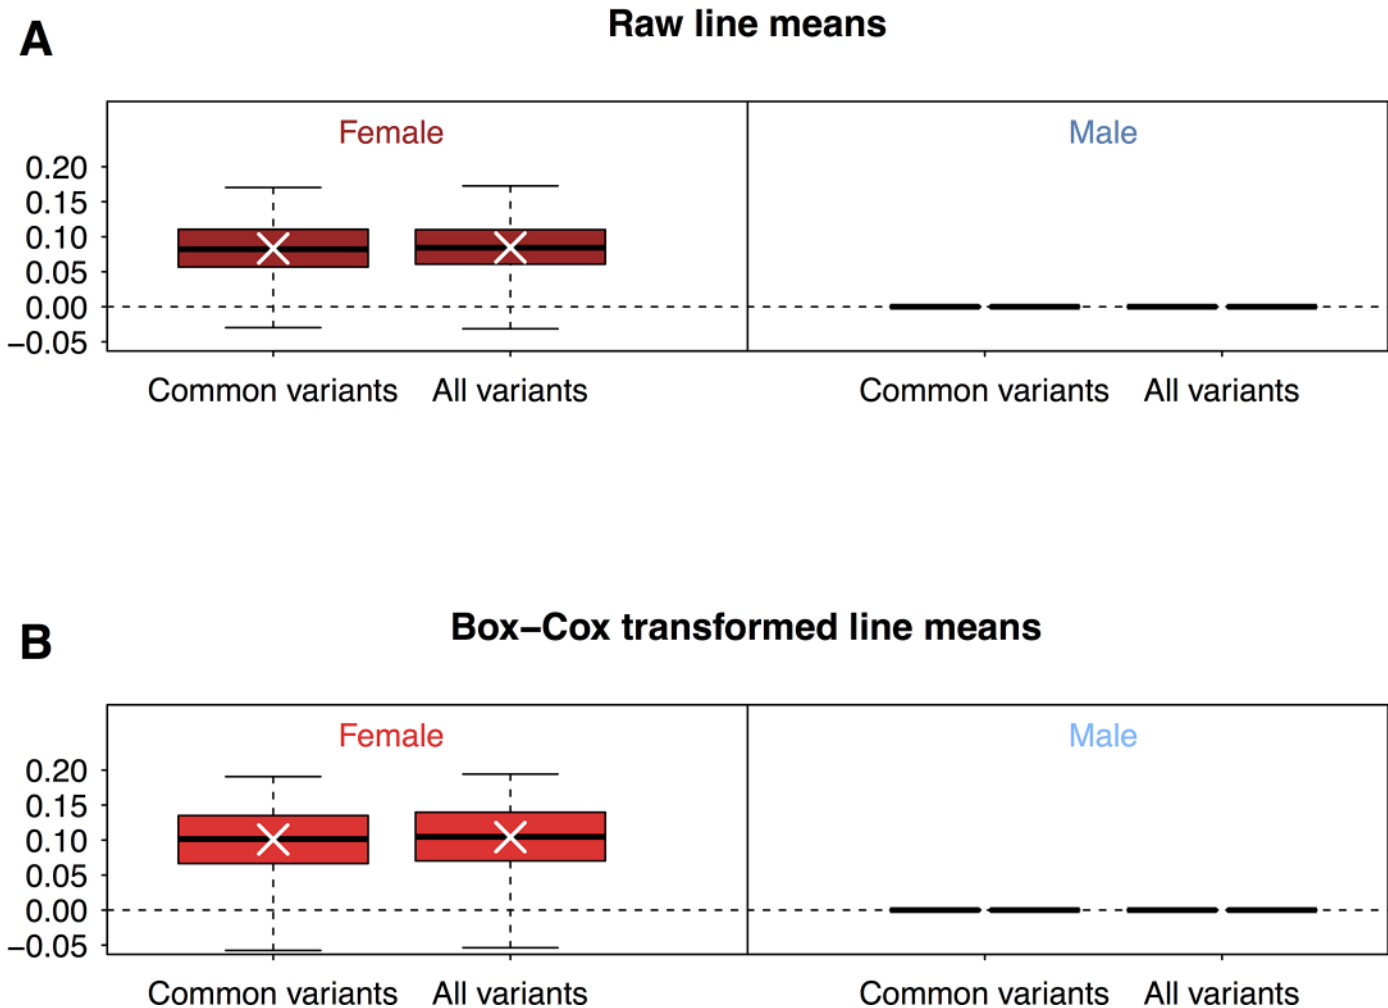 A
Raw line means
Female
Male
0.20
0.15
0.10
0.05
0.00
−0.05
Common variants
All variants
Common variants
All variants
B
Box−Cox transformed line means
Female
Male
0.20
0.15
0.10
0.05
0.00
−0.05
Common variants
All variants
Common variants
All variants